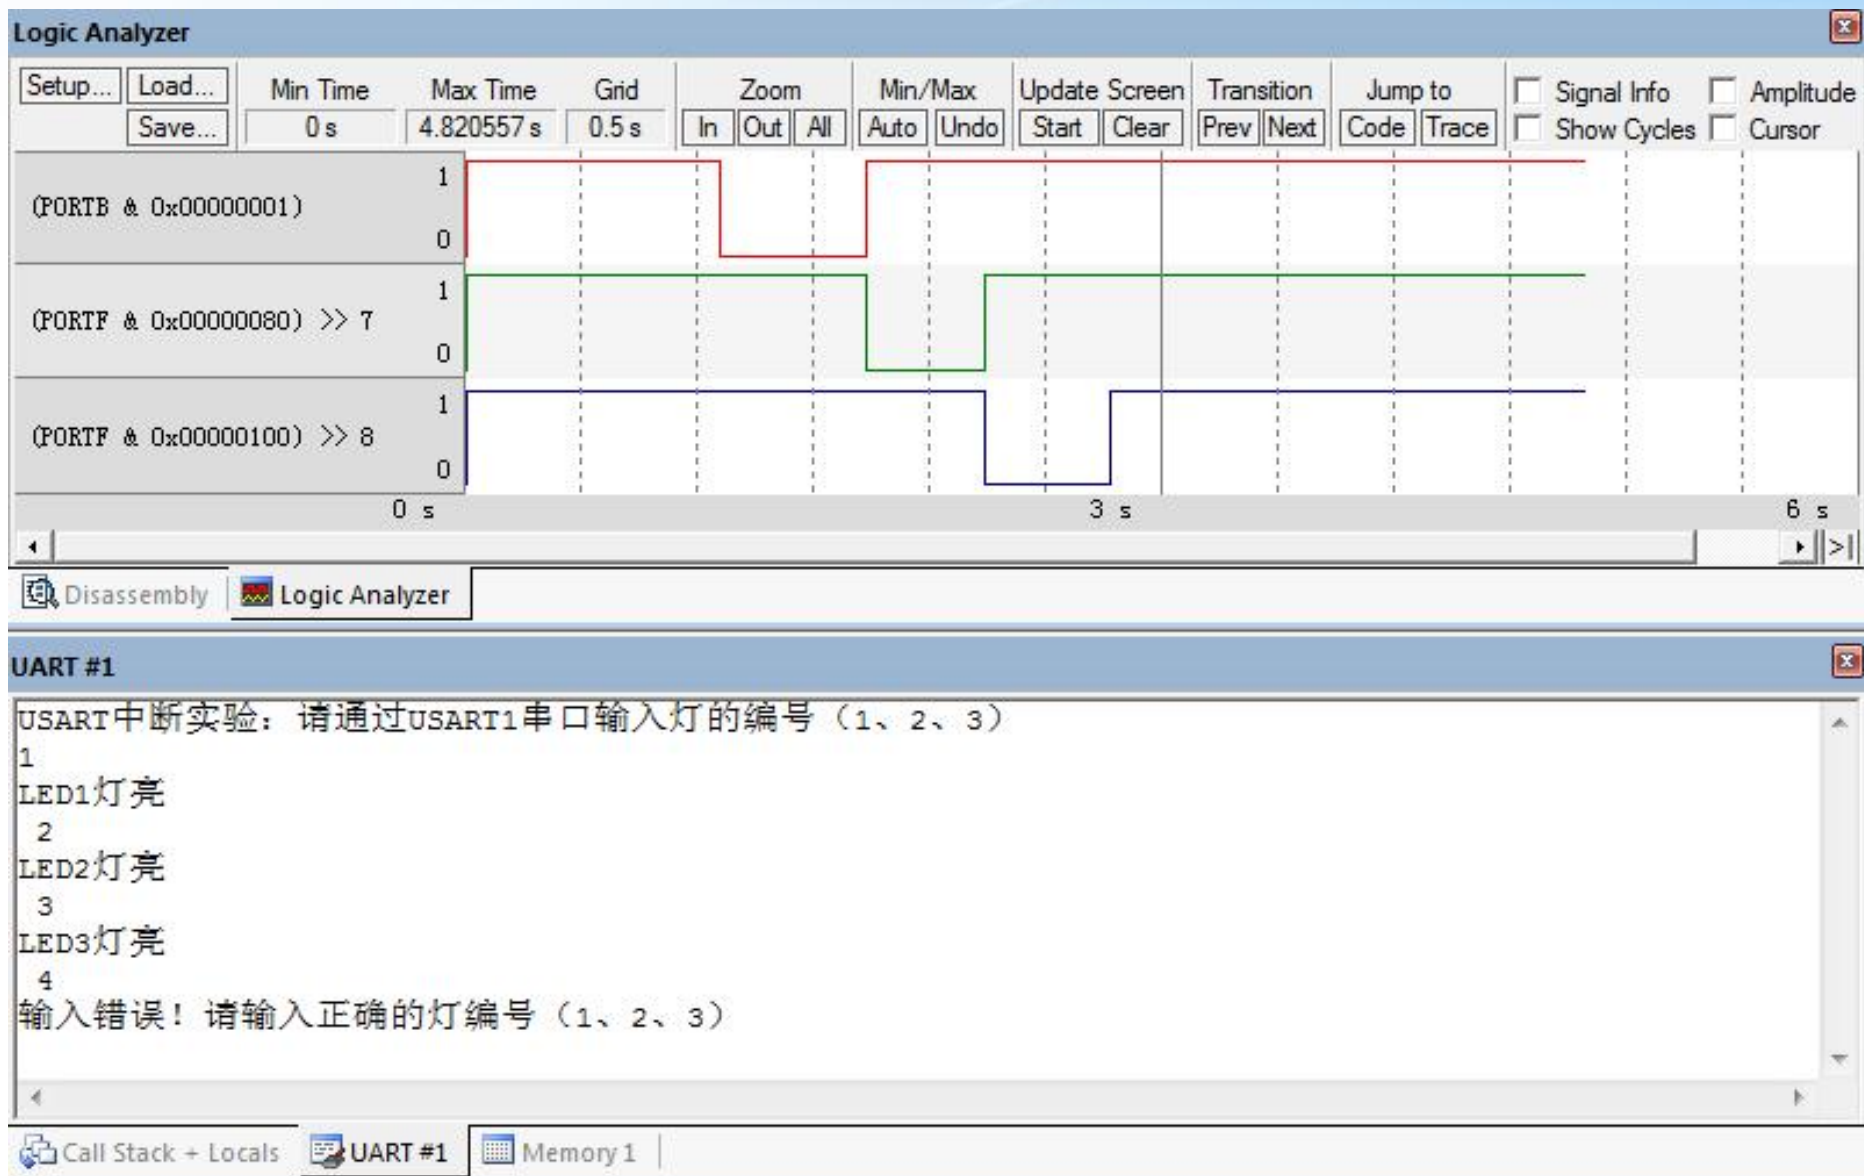 Logic Analyzer
Setup... Load... Min Time Max Time Grid Zoom Min/Max Update Screen Transition Jump to Signal Info Amplitude
Save... 0 s 4.820557 s 0.5 s In Out All Auto Undo Start Clear Prev Next Code Trace Show Cycles Cursor
1
(PORTB & 0x00000001)
0
1
(PORTF & 0x00000080) >> 7
0
1
(PORTF & 0x00000100) >> 8
0
0 s 3 s 6 s
>|
Disassembly Logic Analyzer
UART #1
USART中断实验：请通过USART1串口输入灯的编号（1、2、3）
1
LED1灯亮
2
LED2灯亮
3
LED3灯亮
4
输入错误！请输入正确的灯编号（1、2、3）
Call Stack + Locals UART #1 Memory 1